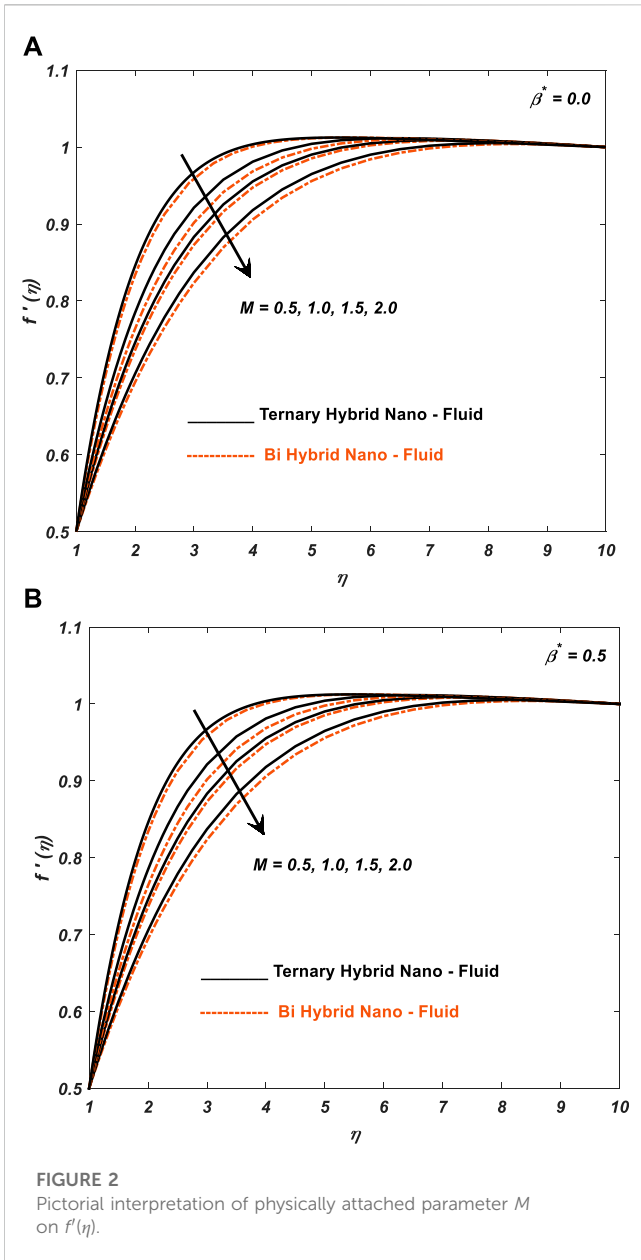 A
1.1
β* = 0.0
1
0.9
f '(η)
0.8
M = 0.5, 1.0, 1.5, 2.0
0.7
Ternary Hybrid Nano - Fluid
0.6
Bi Hybrid Nano - Fluid
0.5
1 2 3 4 5 6 7 8 9 10
η
B
1.1
β* = 0.5
1
0.9
f '(η)
0.8
M = 0.5, 1.0, 1.5, 2.0
0.7
Ternary Hybrid Nano - Fluid
0.6
Bi Hybrid Nano - Fluid
0.5
1 2 3 4 5 6 7 8 9 10
η
FIGURE 2
Pictorial interpretation of physically attached parameter M
on f′(η).